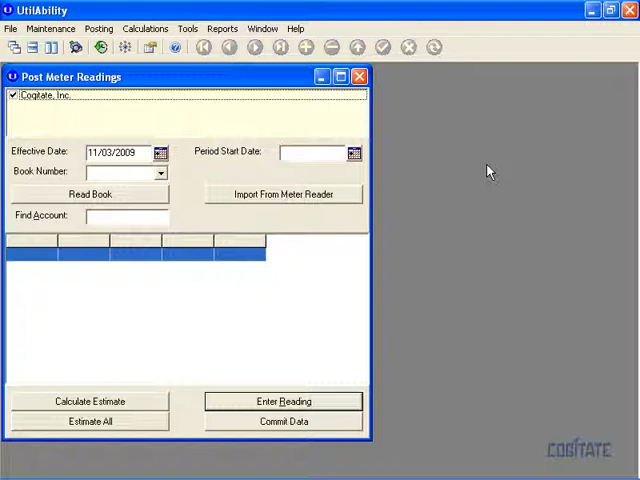 UtilAbility
File Maintenance Posting Calculations Tools Reports Window Help
Post Meter Readings
Cogitate, Inc.
Effective Date: 11/03/2009 Period Start Date:
Book Number:
Read Book Import From Meter Reader
Find Account:
Calculate Estimate Enter Reading
Estimate All Commit Data
COGITATE